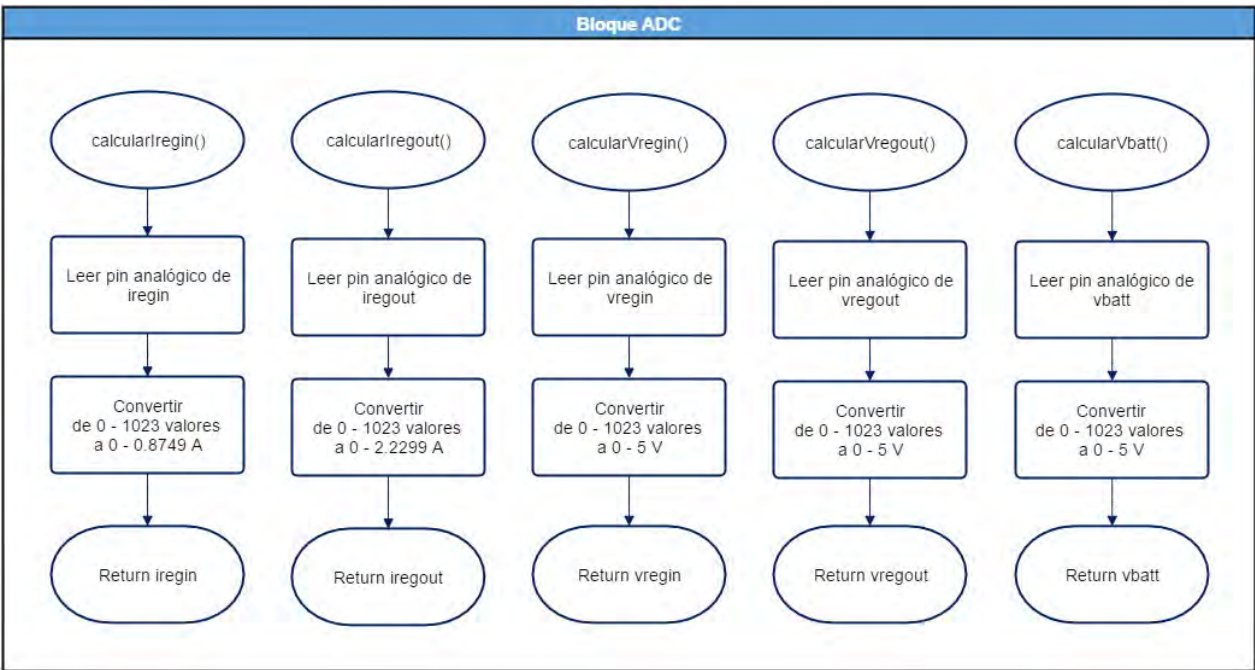 Bloque ADC
calcularIregin()
calcularIregout()
calcularVregin()
calcularVregout()
calcularVbatt()
Leer pin analógico de
iregin
Leer pin analógico de
iregout
Leer pin analógico de
vregin
Leer pin analógico de
vregout
Leer pin analógico de
vbatt
Convertir
de 0 - 1023 valores
a 0 - 0.8749 A
Convertir
de 0 - 1023 valores
a 0 - 2.2299 A
Convertir
de 0 - 1023 valores
a 0 - 5 V
Convertir
de 0 - 1023 valores
a 0 - 5 V
Convertir
de 0 - 1023 valores
a 0 - 5 V
Return iregin
Return iregout
Return vregin
Return vregout
Return vbatt